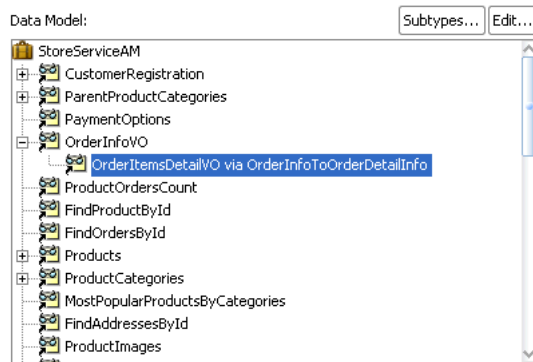 Data Model:
Subtypes... Edit...
StoreServiceAM
CustomerRegistration
ParentProductCategories
PaymentOptions
OrderInfoVO
OrderItemsDetailVO via OrderInfoToOrderDetailInfo
ProductOrdersCount
FindProductById
FindOrdersById
Products
ProductCategories
MostPopularProductsByCategories
FindAddressesById
ProductImages